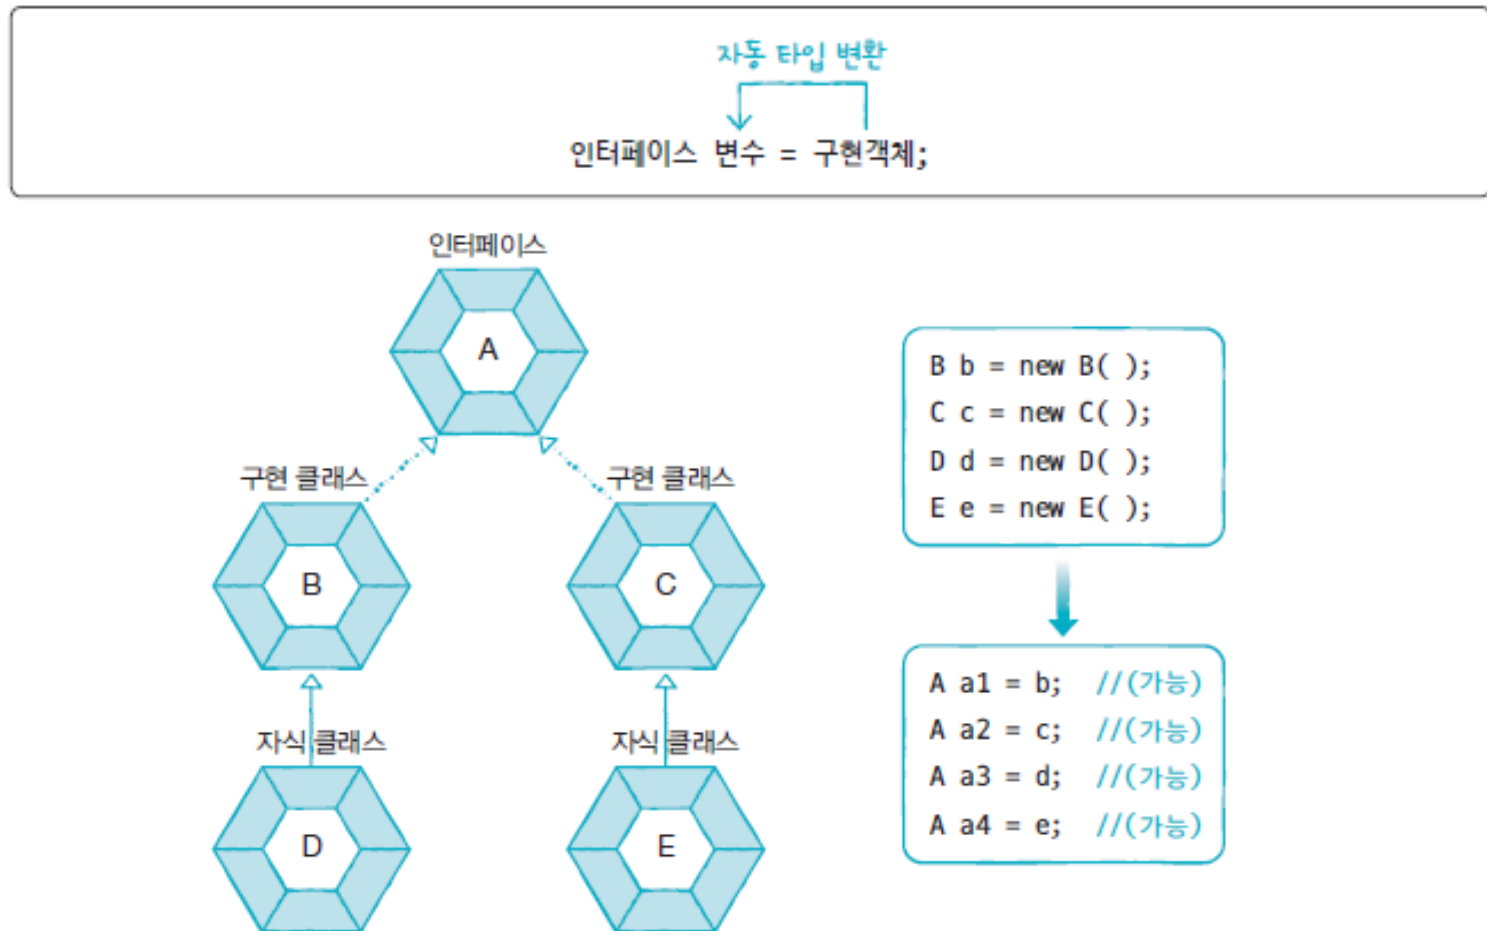 자동 타입 변환
인터페이스 변수 = 구현객체;
인터페이스
A
구현 클래스
구현 클래스
B
C
자식 클래스
자식 클래스
D
E
B b = new B( );
C c = new C( );
D d = new D( );
E e = new E( );
A a1 = b; //(가능)
A a2 = c; //(가능)
A a3 = d; //(가능)
A a4 = e; //(가능)